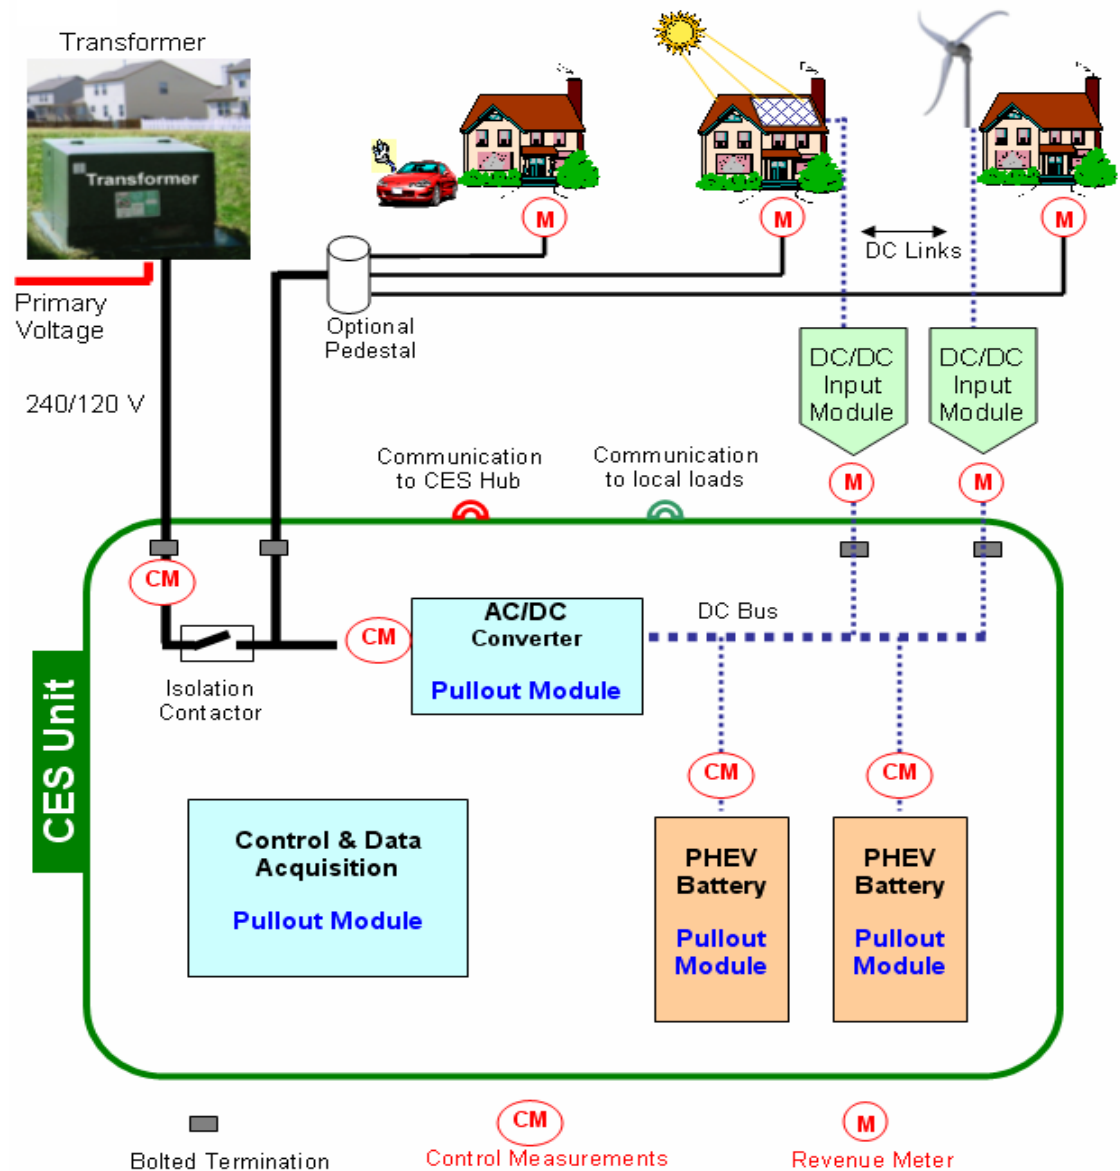 Transformer
Transformer
M
M
M
DC Links
Primary
Voltage
Optional
Pedestal
240/120 V
DC/DC
Input
Module
DC/DC
Input
Module
Communication
to CES Hub
Communication
to local loads
M
M
CM
CM
AC/DC
Converter
Pullout Module
DC Bus
Isolation
Contactor
CES Unit
CM
CM
Control & Data
Acquisition
Pullout Module
PHEV
Battery
Pullout
Module
PHEV
Battery
Pullout
Module
CM
M
Bolted Termination
Control Measurements
Revenue Meter